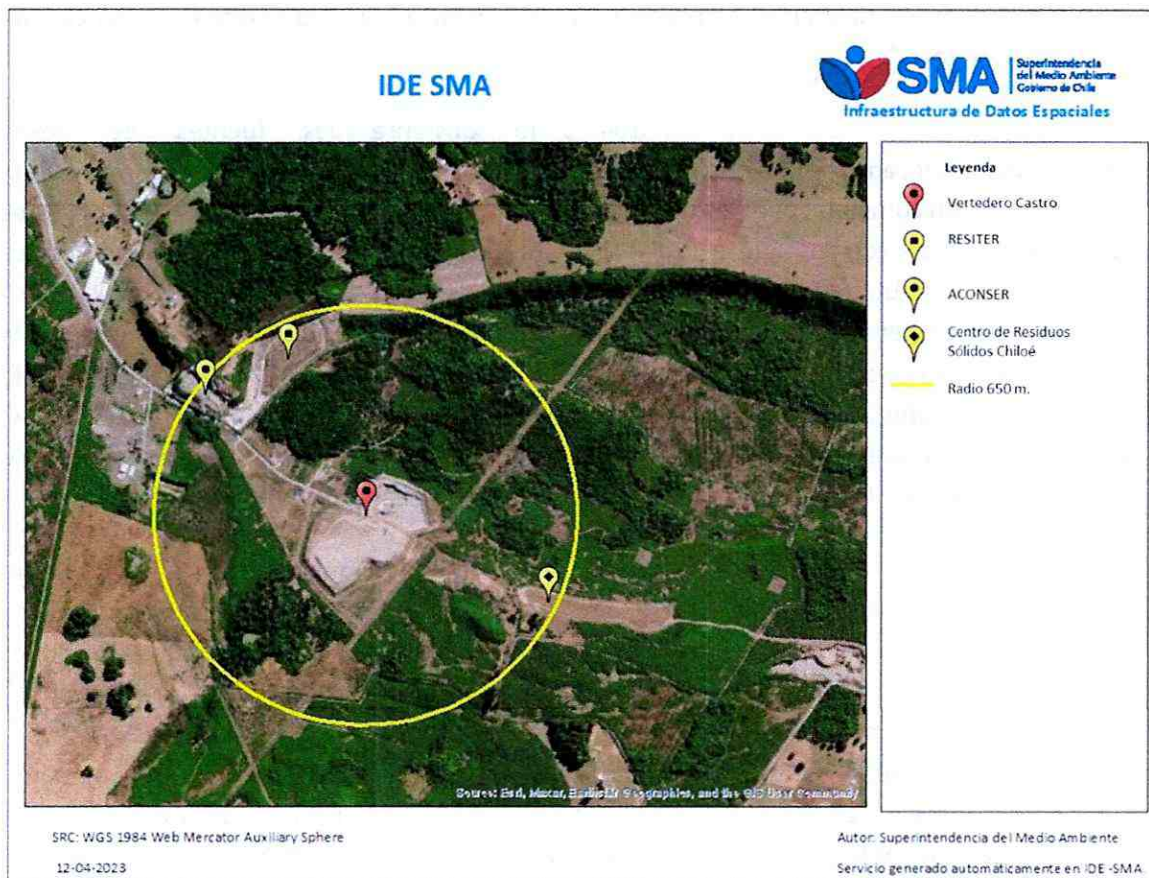 IDE SMA
SMA
Superintendencia
del Medio Ambiente
Gobierno de Chile
Infraestructura de Datos Espaciales
Leyenda
Vertedero Castro
RESITER
ACONSER
Centro de Residuos
Sólidos Chiloé
Radio 650 m.
Source: Esri, Maxar, Earthstar Geographics, and the GIS User Community
SRC: WGS 1984 Web Mercator Auxiliary Sphere
12-04-2023
Autor: Superintendencia del Medio Ambiente
Servicio generado automáticamente en IDE -SMA.